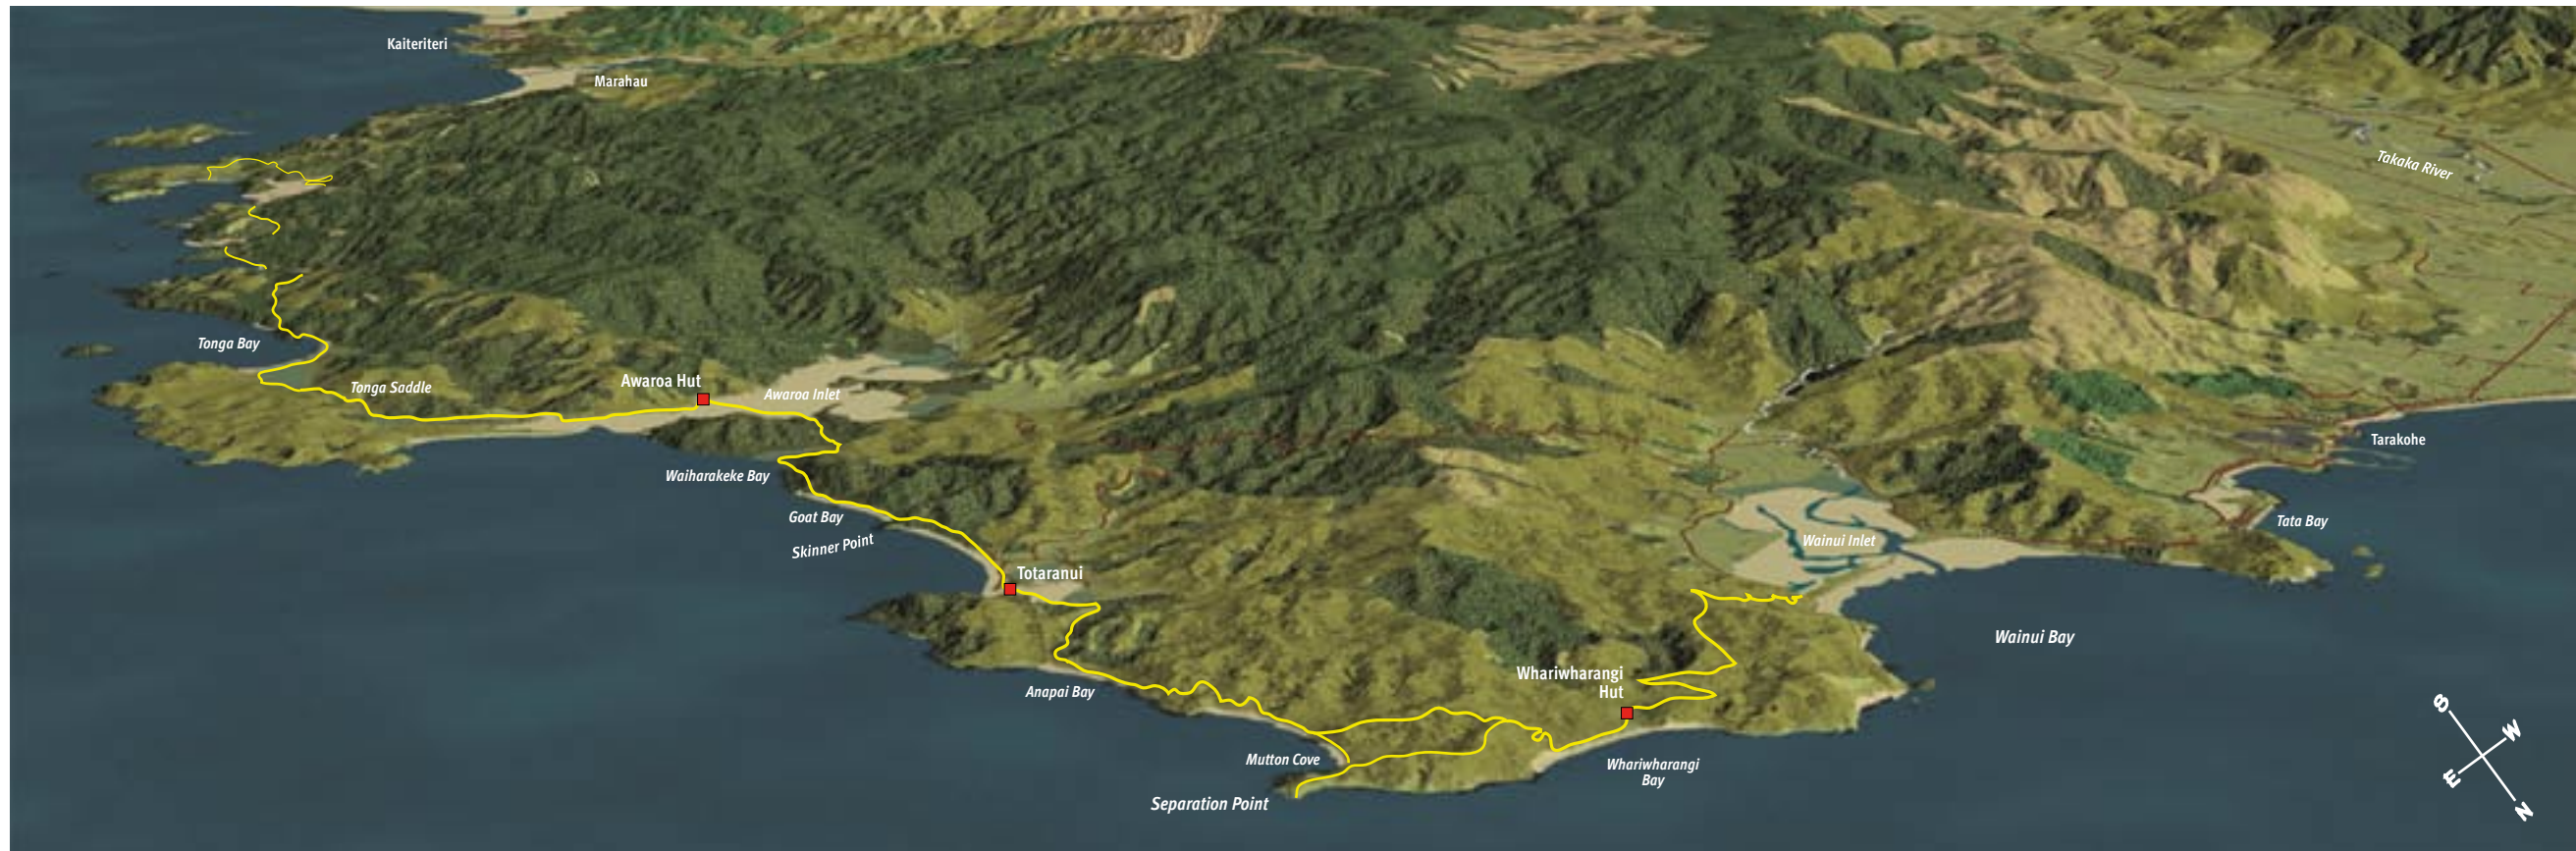 Kaiteriteri
Marahau
Takaka River
Tonga Bay
Tonga Saddle
Awaroa Hut
Awaroa Inlet
Tarakohe
Waiharakeke Bay
Goat Bay
Skinner Point
Tata Bay
Wainui Inlet
Totaranui
Wainui Bay
Whariwharangi
Hut
Anapai Bay
Mutton Cove
Whariwharangi
Bay
Separation Point
S
W
E
N